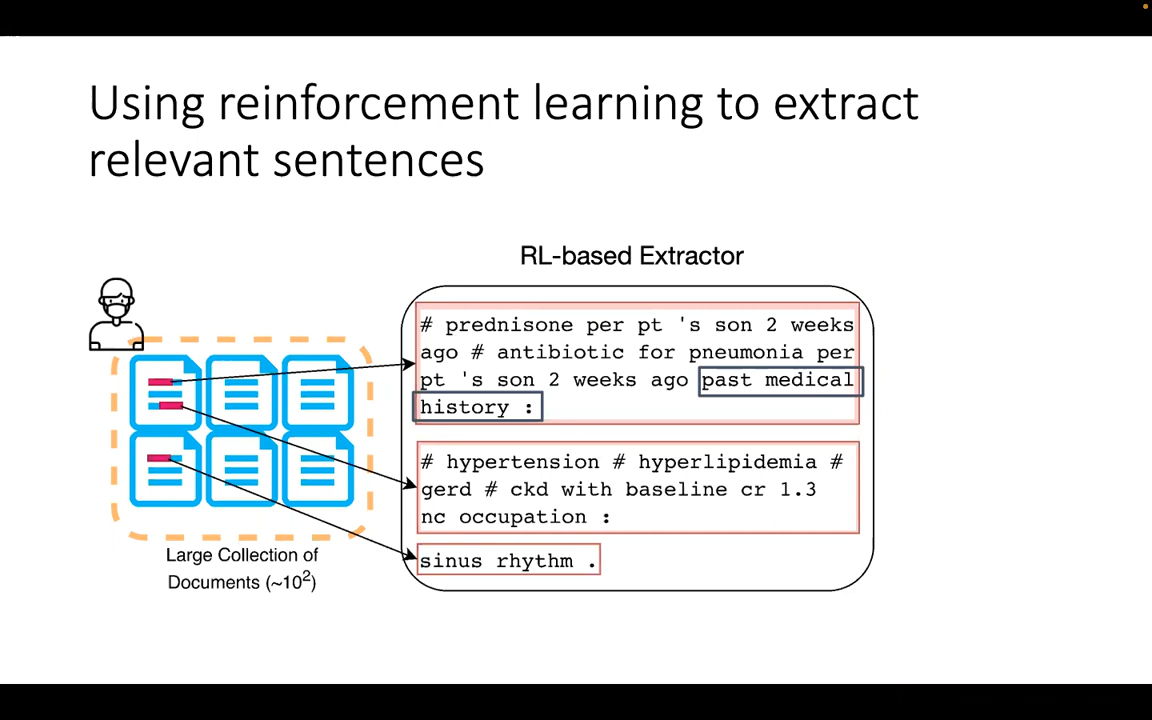 Using reinforcement learning to extract
relevant sentences
RL-based Extractor
# prednisone per pt 's son 2 weeks
ago # antibiotic for pneumonia per
pt 's son 2 weeks ago past medical
history :
# hypertension # hyperlipidemia #
gerd # ckd with baseline cr 1.3
nc occupation :
sinus rhythm .
Large Collection of
Documents (~10²)